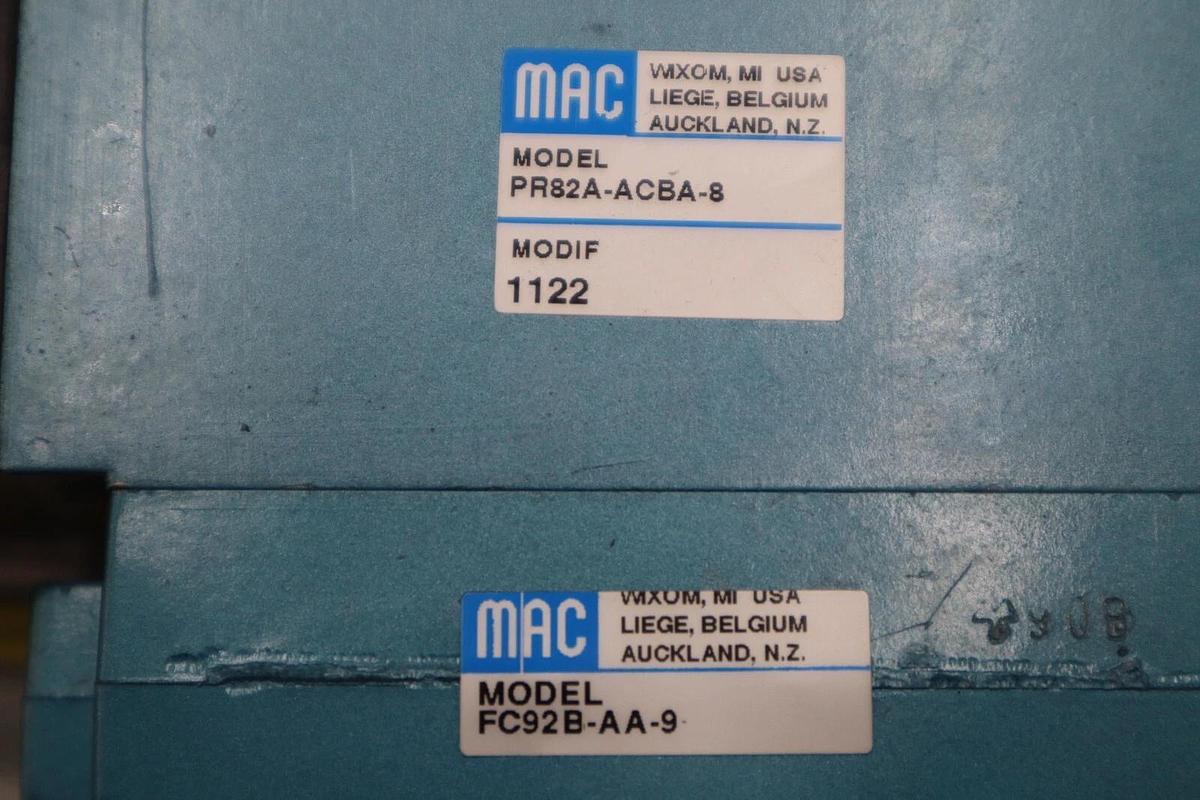 MAC
WIXOM, MI USA
LIEGE, BELGIUM
AUCKLAND, N.Z.
MODEL
PR82A-ACBA-8
MODIF
1122
MAC
WIXOM, MI USA
LIEGE, BELGIUM
AUCKLAND, N.Z.
MODEL
FC92B-AA-9